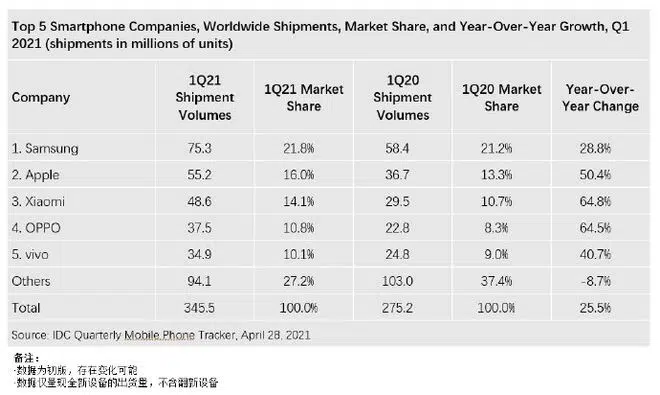 Top 5 Smartphone Companies, Worldwide Shipments, Market Share, and Year-Over-Year Growth, Q1
2021 (shipments in millions of units)
Company 1Q21 Shipment Volumes 1Q21 Market Share 1Q20 Shipment Volumes 1Q20 Market Share Year-Over-Year Change
1. Samsung 75.3 21.8% 58.4 21.2% 28.8%
2. Apple 55.2 16.0% 36.7 13.3% 50.4%
3. Xiaomi 48.6 14.1% 29.5 10.7% 64.8%
4. OPPO 37.5 10.8% 22.8 8.3% 64.5%
5. vivo 34.9 10.1% 24.8 9.0% 40.7%
Others 94.1 27.2% 103.0 37.4% -8.7%
Total 345.5 100.0% 275.2 100.0% 25.5%
Source: IDC Quarterly Mobile Phone Tracker, April 28, 2021
备注：
·数据为初版，存在变化可能
·数据仅呈现全新设备的出货量，不含翻新设备